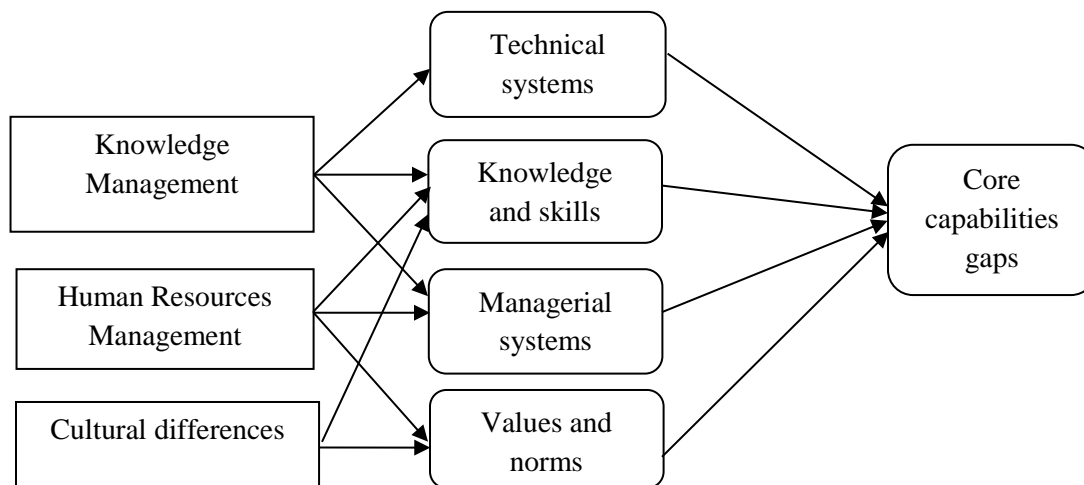 Technical
systems
Knowledge
Management
Knowledge
and skills
Core
capabilities
gaps
Human Resources
Management
Managerial
systems
Cultural differences
Values and
norms